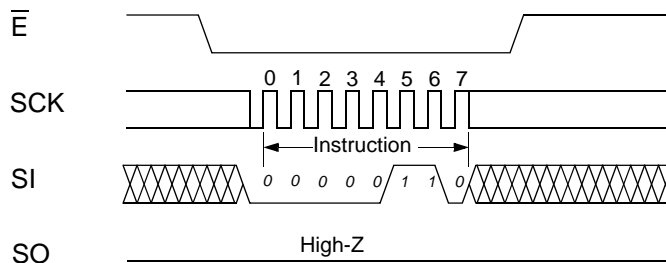 E
SCK
0 1 2 3 4 5 6 7
Instruction
SI
0 0 0 0 0 1 1 0
SO
High-Z